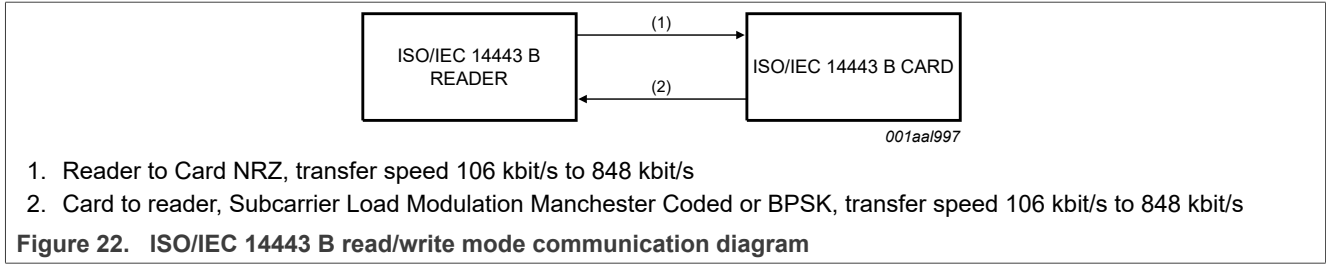 (1)
ISO/IEC 14443 B
READER
ISO/IEC 14443 B CARD
(2)
001aal997
1. Reader to Card NRZ, transfer speed 106 kbit/s to 848 kbit/s
2. Card to reader, Subcarrier Load Modulation Manchester Coded or BPSK, transfer speed 106 kbit/s to 848 kbit/s
Figure 22. ISO/IEC 14443 B read/write mode communication diagram